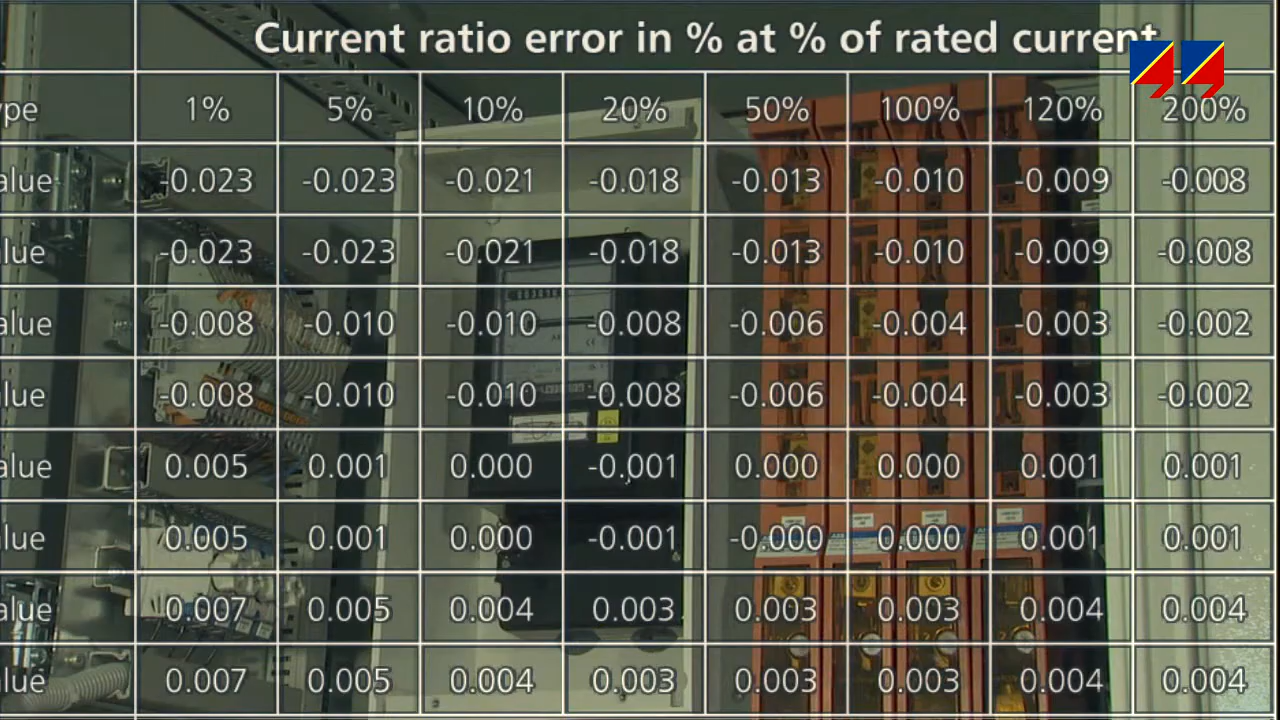 Current ratio error in % at % of rated current
ype 1% 5% 10% 20% 50% 100% 120% 200%
alue -0.023 -0.023 -0.021 -0.018 -0.013 -0.010 -0.009 -0.008
lue -0.023 -0.023 -0.021 -0.018 -0.013 -0.010 -0.009 -0.008
alue -0.008 -0.010 -0.010 -0.008 -0.006 -0.004 -0.003 -0.002
alue -0.008 -0.010 -0.010 -0.008 -0.006 -0.004 -0.003 -0.002
alue 0.005 0.001 0.000 -0.001 0.000 0.000 0.001 0.001
lue 0.005 0.001 0.000 -0.001 -0.000 0.000 0.001 0.001
alue 0.007 0.005 0.004 0.003 0.003 0.003 0.004 0.004
lue 0.007 0.005 0.004 0.003 0.003 0.003 0.004 0.004